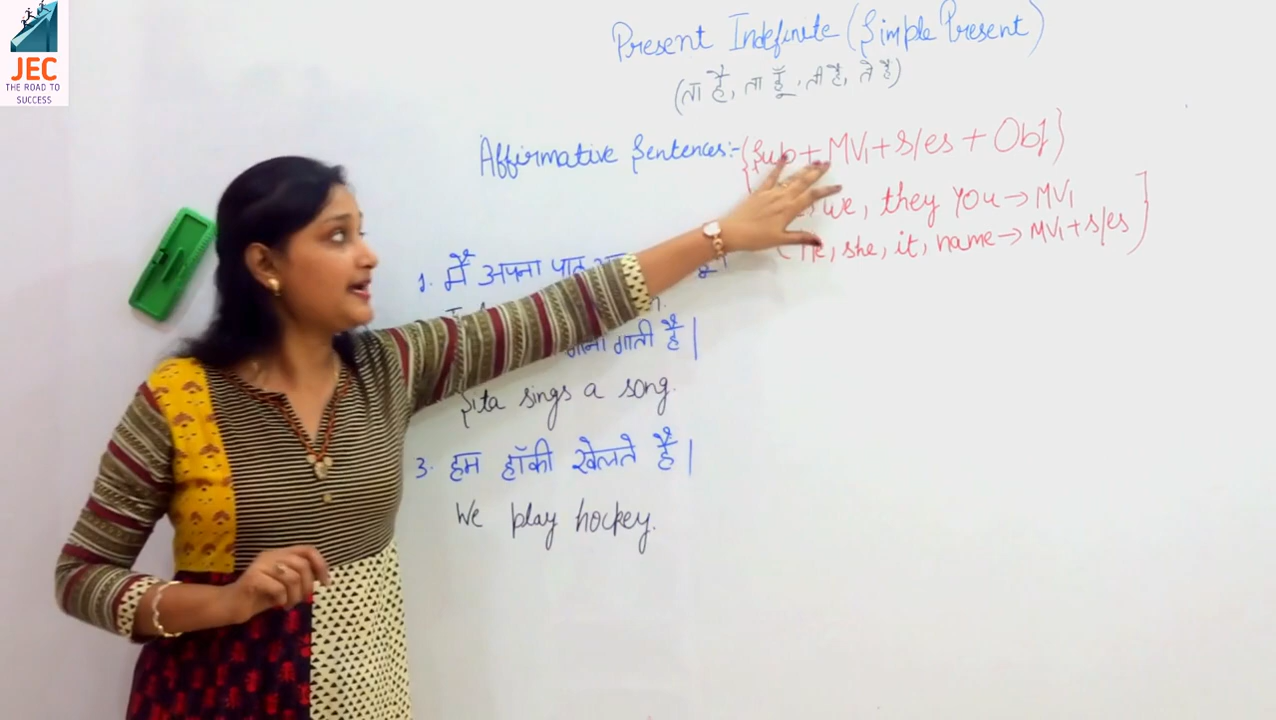 JEC
THE ROAD TO
SUCCESS
Present Indefinite (Simple Present)
(ता है, ता हूँ, ती है, ते है)
Affirmative Sentences:- (Sub + MV1 + s/es + Obj)
we, they You → MV1
he, she, it, name → MV1 + s/es
1. मैं अपना पाठ
गाना गाती है |
Sita sings a song.
3. हम हॉकी खेलते है |
We play hockey.